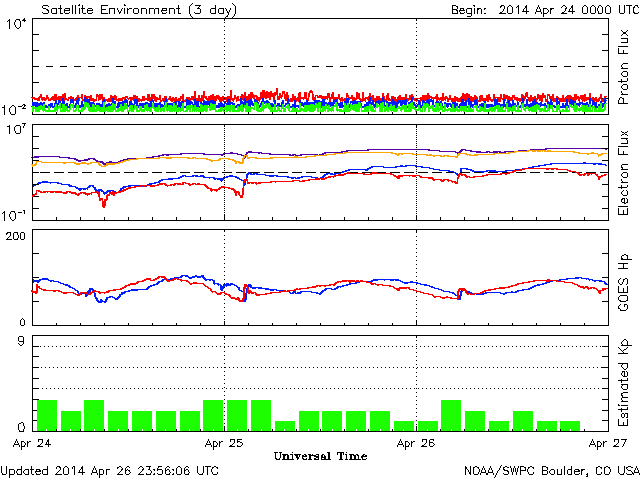 Satellite Environment (3 day) Begin: 2014 Apr 24 0000 UTC
10⁴
Proton Flux
10⁻²
10⁷
Electron Flux
10⁻¹
200
GOES Hp
0
9
Estimated Kp
0
Apr 24 Apr 25 Apr 26 Apr 27
Universal Time
Updated 2014 Apr 26 23:56:06 UTC NOAA/SWPC Boulder, CO USA